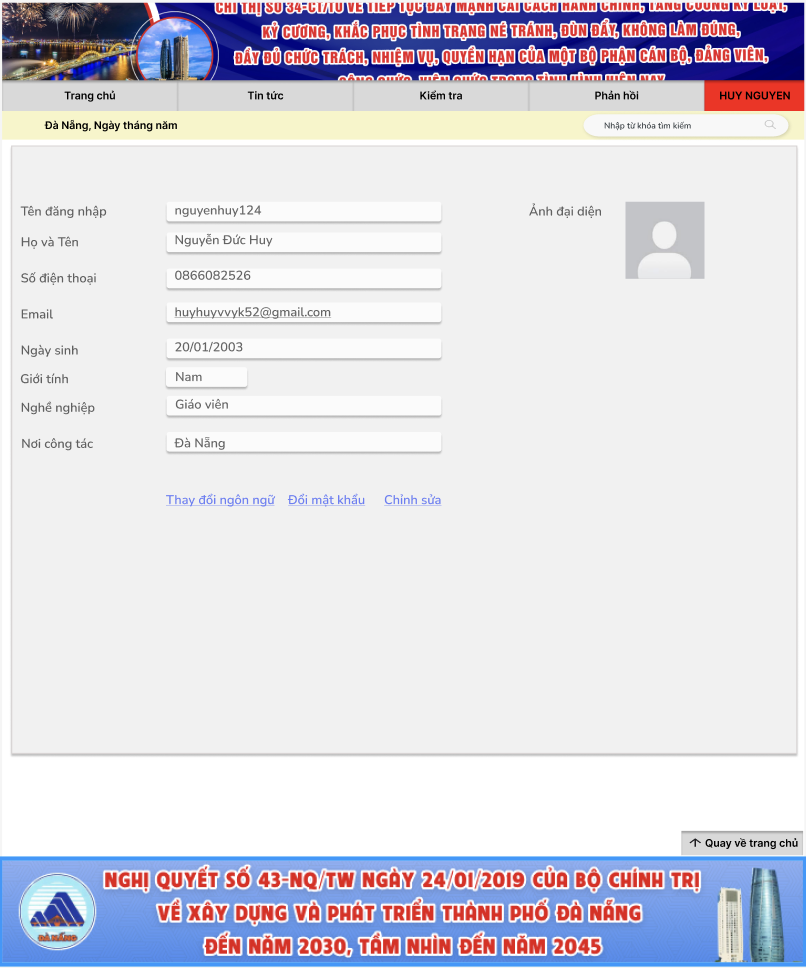 CHỈ THỊ SỐ 34-CT/TU VỀ TIẾP TỤC ĐẨY MẠNH CẢI CÁCH HÀNH CHÍNH, TĂNG CƯỜNG KỶ LUẬT,
KỶ CƯƠNG, KHẮC PHỤC TÌNH TRẠNG NÉ TRÁNH, ĐÙN ĐẨY, KHÔNG LÀM ĐÚNG,
ĐẦY ĐỦ CHỨC TRÁCH, NHIỆM VỤ, QUYỀN HẠN CỦA MỘT BỘ PHẬN CÁN BỘ, ĐẢNG VIÊN,
CÔNG CHỨC, VIÊN CHỨC TRONG TÌNH HÌNH HIỆN NAY
Trang chủ
Tin tức
Kiểm tra
Phản hồi
HUY NGUYEN
Đà Nẵng, Ngày tháng năm
Nhập từ khóa tìm kiếm
Tên đăng nhập
nguyenhuy124
Ảnh đại diện
Họ và Tên
Nguyễn Đức Huy
Số điện thoại
0866082526
Email
huyhuyvvyk52@gmail.com
Ngày sinh
20/01/2003
Giới tính
Nam
Nghề nghiệp
Giáo viên
Nơi công tác
Đà Nẵng
Thay đổi ngôn ngữ
Đổi mật khẩu
Chỉnh sửa
Quay về trang chủ
NGHỊ QUYẾT SỐ 43-NQ/TW NGÀY 24/01/2019 CỦA BỘ CHÍNH TRỊ
VỀ XÂY DỰNG VÀ PHÁT TRIỂN THÀNH PHỐ ĐÀ NẴNG
ĐẾN NĂM 2030, TẦM NHÌN ĐẾN NĂM 2045
ĐÀ NẴNG